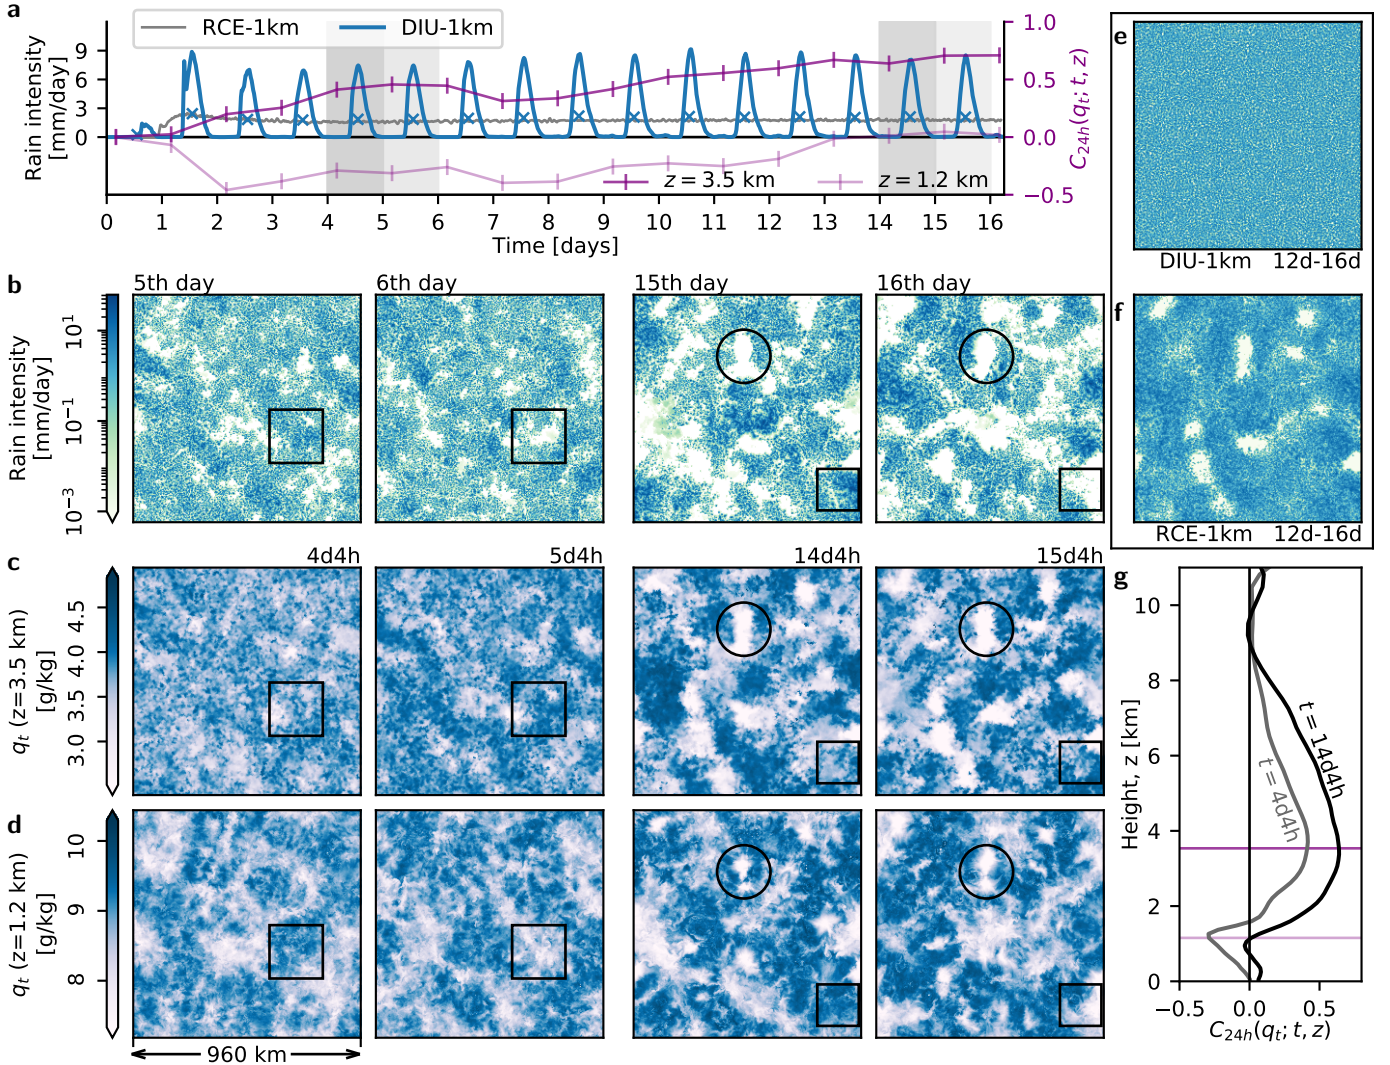 a
RCE-1km
DIU-1km
Rain intensity
[mm/day]
9
6
3
0
1.0
0.5
0.0
−0.5
C24h(qt; t, z)
z = 3.5 km
z = 1.2 km
0 1 2 3 4 5 6 7 8 9 10 11 12 13 14 15 16
Time [days]
e
DIU-1km 12d-16d
b
5th day
6th day
15th day
16th day
Rain intensity
[mm/day]
10^1
10^−1
10^−3
f
RCE-1km 12d-16d
c
4d4h
5d4h
14d4h
15d4h
qt (z=3.5 km)
[g/kg]
4.5
4.0
3.5
3.0
d
qt (z=1.2 km)
[g/kg]
10
9
8
960 km
g
Height, z [km]
10
8
6
4
2
0
t = 14d4h
t = 4d4h
−0.5 0.0 0.5
C24h(qt; t, z)